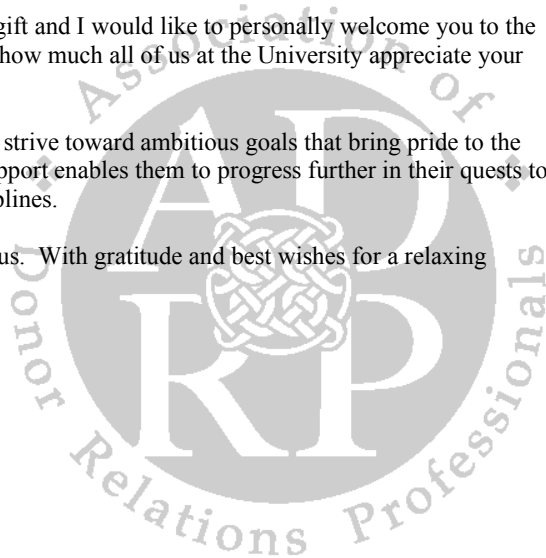 gift and I would like to personally welcome you to the
how much all of us at the University appreciate your
strive toward ambitious goals that bring pride to the
pport enables them to progress further in their quests to
plines.
us. With gratitude and best wishes for a relaxing
Association of
Donor Relations Professionals
AD
RP